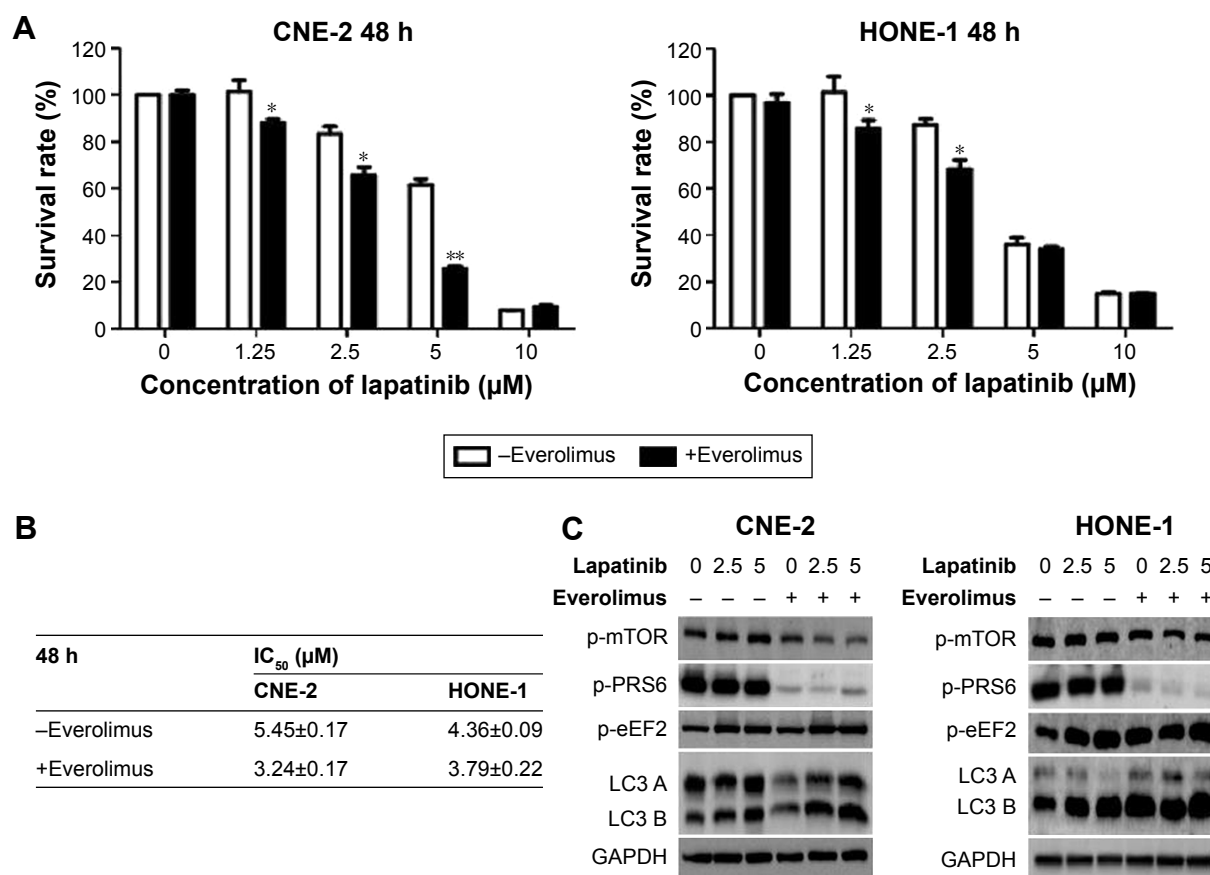 A
CNE-2 48 h
Survival rate (%)
120
100
80
60
40
20
0
*
*
**
0 1.25 2.5 5 10
Concentration of lapatinib (µM)
HONE-1 48 h
Survival rate (%)
120
100
80
60
40
20
0
*
*
0 1.25 2.5 5 10
Concentration of lapatinib (µM)
–Everolimus +Everolimus
B
48 h IC50 (µM)
CNE-2 HONE-1
–Everolimus 5.45±0.17 4.36±0.09
+Everolimus 3.24±0.17 3.79±0.22
C
CNE-2
Lapatinib 0 2.5 5 0 2.5 5
Everolimus – – – + + +
p-mTOR
p-PRS6
p-eEF2
LC3 A
LC3 B
GAPDH
HONE-1
Lapatinib 0 2.5 5 0 2.5 5
Everolimus – – – + + +
p-mTOR
p-PRS6
p-eEF2
LC3 A
LC3 B
GAPDH